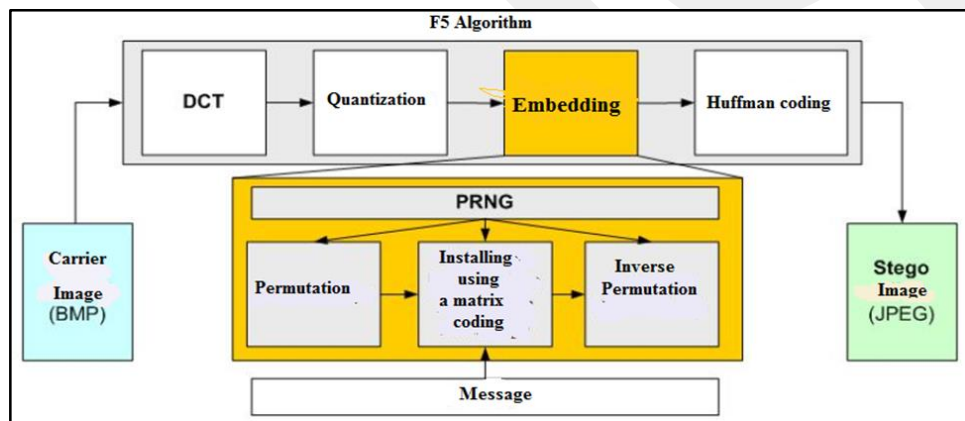 F5 Algorithm
DCT
Quantization
Embedding
Huffman coding
PRNG
Permutation
Installing
using
a matrix
coding
Inverse
Permutation
Carrier
Image
(BMP)
Stego
Image
(JPEG)
Message